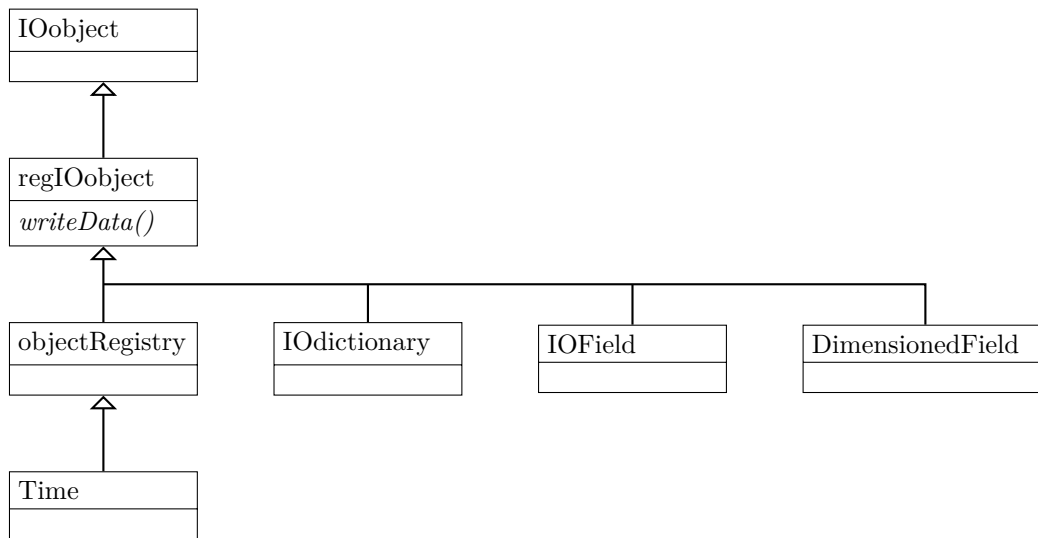 IOobject
regIOobject
writeData()
objectRegistry
IOdictionary
IOField
DimensionedField
Time